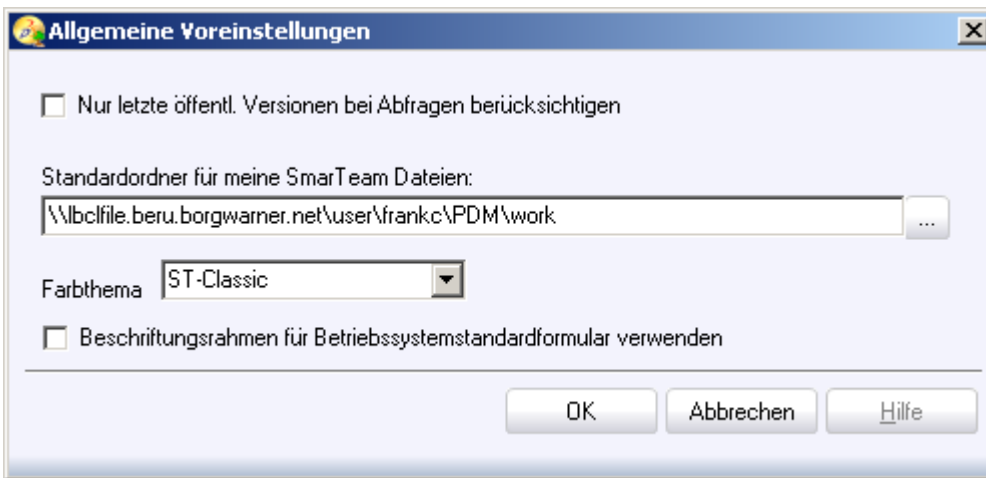 Allgemeine Voreinstellungen
Nur letzte öffentl. Versionen bei Abfragen berücksichtigen
Standardordner für meine SmarTeam Dateien:
\\lbclfile.beru.borgwarner.net\user\frankc\PDM\work
...
Farbthema ST-Classic
Beschriftungsrahmen für Betriebssystemstandardformular verwenden
OK Abbrechen Hilfe